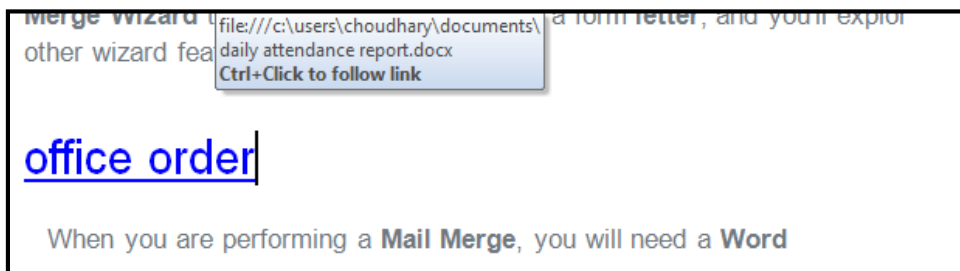 Merge Wizard a form letter, and you'll explor
file:///c:\users\choudhary\documents\
other wizard fea daily attendance report.docx
Ctrl+Click to follow link
office order
When you are performing a Mail Merge, you will need a Word